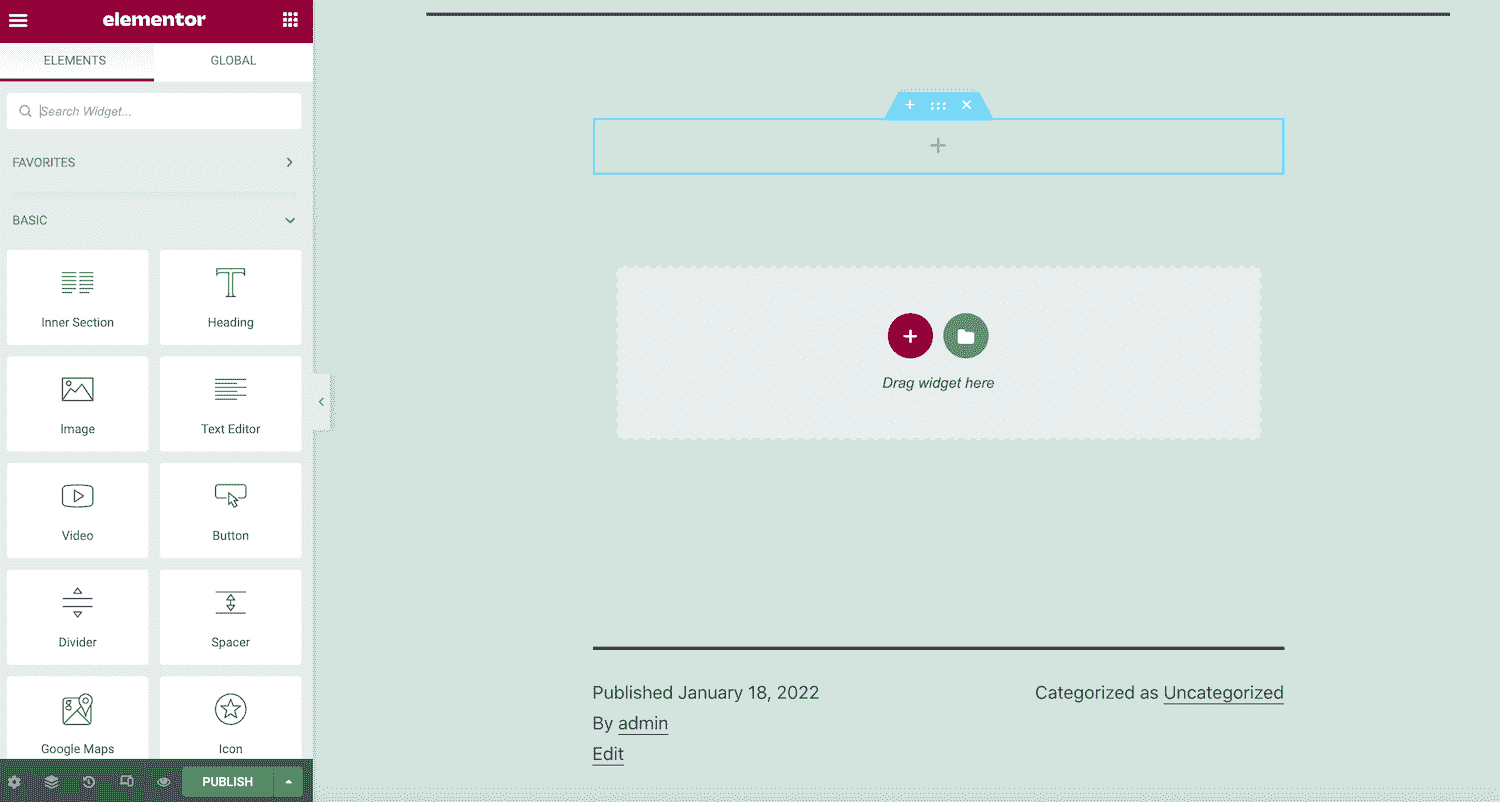 elementor
ELEMENTS GLOBAL
Search Widget...
FAVORITES
BASIC
Inner Section Heading
Image Text Editor
Video Button
Divider Spacer
Google Maps Icon
PUBLISH
Drag widget here
Published January 18, 2022 Categorized as Uncategorized
By admin
Edit